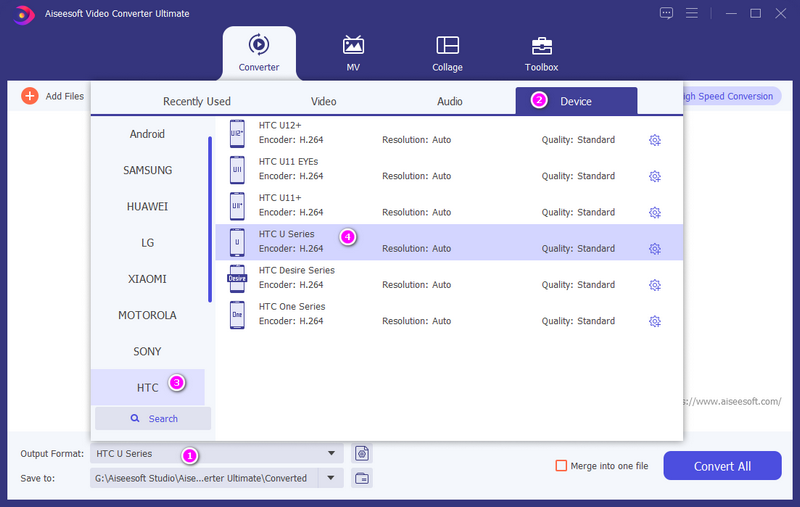 Aiseesoft Video Converter Ultimate
Converter
MV
Collage
Toolbox
Add Files
High Speed Conversion
Recently Used
Video
Audio
2
Device
Android
SAMSUNG
HUAWEI
LG
XIAOMI
MOTOROLA
SONY
HTC
3
Search
U12+
HTC U12+
Encoder: H.264
Resolution: Auto
Quality: Standard
U11
HTC U11 EYEs
Encoder: H.264
Resolution: Auto
Quality: Standard
U11+
HTC U11+
Encoder: H.264
Resolution: Auto
Quality: Standard
U
HTC U Series
4
Encoder: H.264
Resolution: Auto
Quality: Standard
Desire
HTC Desire Series
Encoder: H.264
Resolution: Auto
Quality: Standard
One
HTC One Series
Encoder: H.264
Resolution: Auto
Quality: Standard
s://www.aiseesoft.com/
Output Format:
HTC U Series
1
Save to:
G:\Aiseesoft Studio\Aise...erter Ultimate\Converted
Merge into one file
Convert All